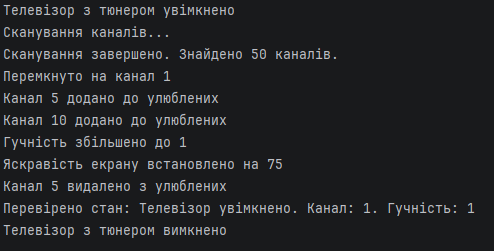 Телевізор з тюнером увімкнено
Сканування каналів...
Сканування завершено. Знайдено 50 каналів.
Перемкнуто на канал 1
Канал 5 додано до улюблених
Канал 10 додано до улюблених
Гучність збільшено до 1
Яскравість екрану встановлено на 75
Канал 5 видалено з улюблених
Перевірено стан: Телевізор увімкнено. Канал: 1. Гучність: 1
Телевізор з тюнером вимкнено